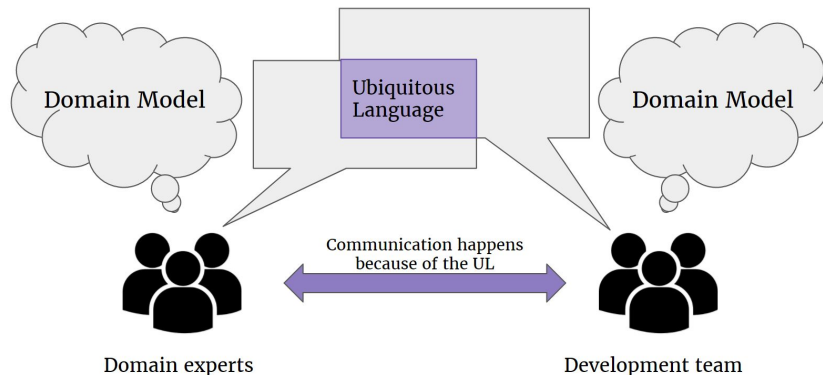 Domain Model
Ubiquitous
Language
Domain Model
Communication happens
because of the UL
Domain experts
Development team